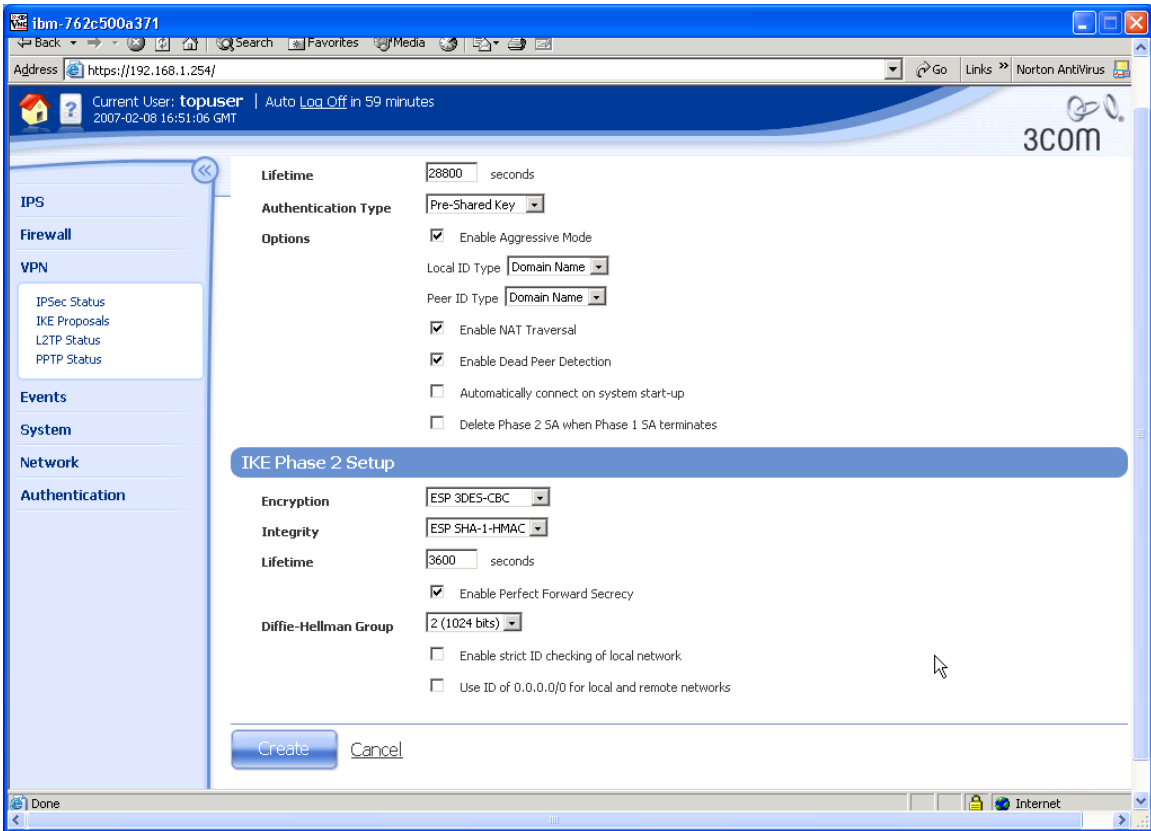 ibm-762c500a371
Back Search Favorites Media
Address https://192.168.1.254/ Go Links » Norton AntiVirus
Current User: topuser | Auto Log Off in 59 minutes
2007-02-08 16:51:06 GMT
3COM
IPS
Firewall
VPN
IPSec Status
IKE Proposals
L2TP Status
PPTP Status
Events
System
Network
Authentication
Lifetime 28800 seconds
Authentication Type Pre-Shared Key
Options Enable Aggressive Mode
Local ID Type Domain Name
Peer ID Type Domain Name
Enable NAT Traversal
Enable Dead Peer Detection
Automatically connect on system start-up
Delete Phase 2 SA when Phase 1 SA terminates
IKE Phase 2 Setup
Encryption ESP 3DES-CBC
Integrity ESP SHA-1-HMAC
Lifetime 3600 seconds
Enable Perfect Forward Secrecy
Diffie-Hellman Group 2 (1024 bits)
Enable strict ID checking of local network
Use ID of 0.0.0.0/0 for local and remote networks
Create Cancel
Done Internet